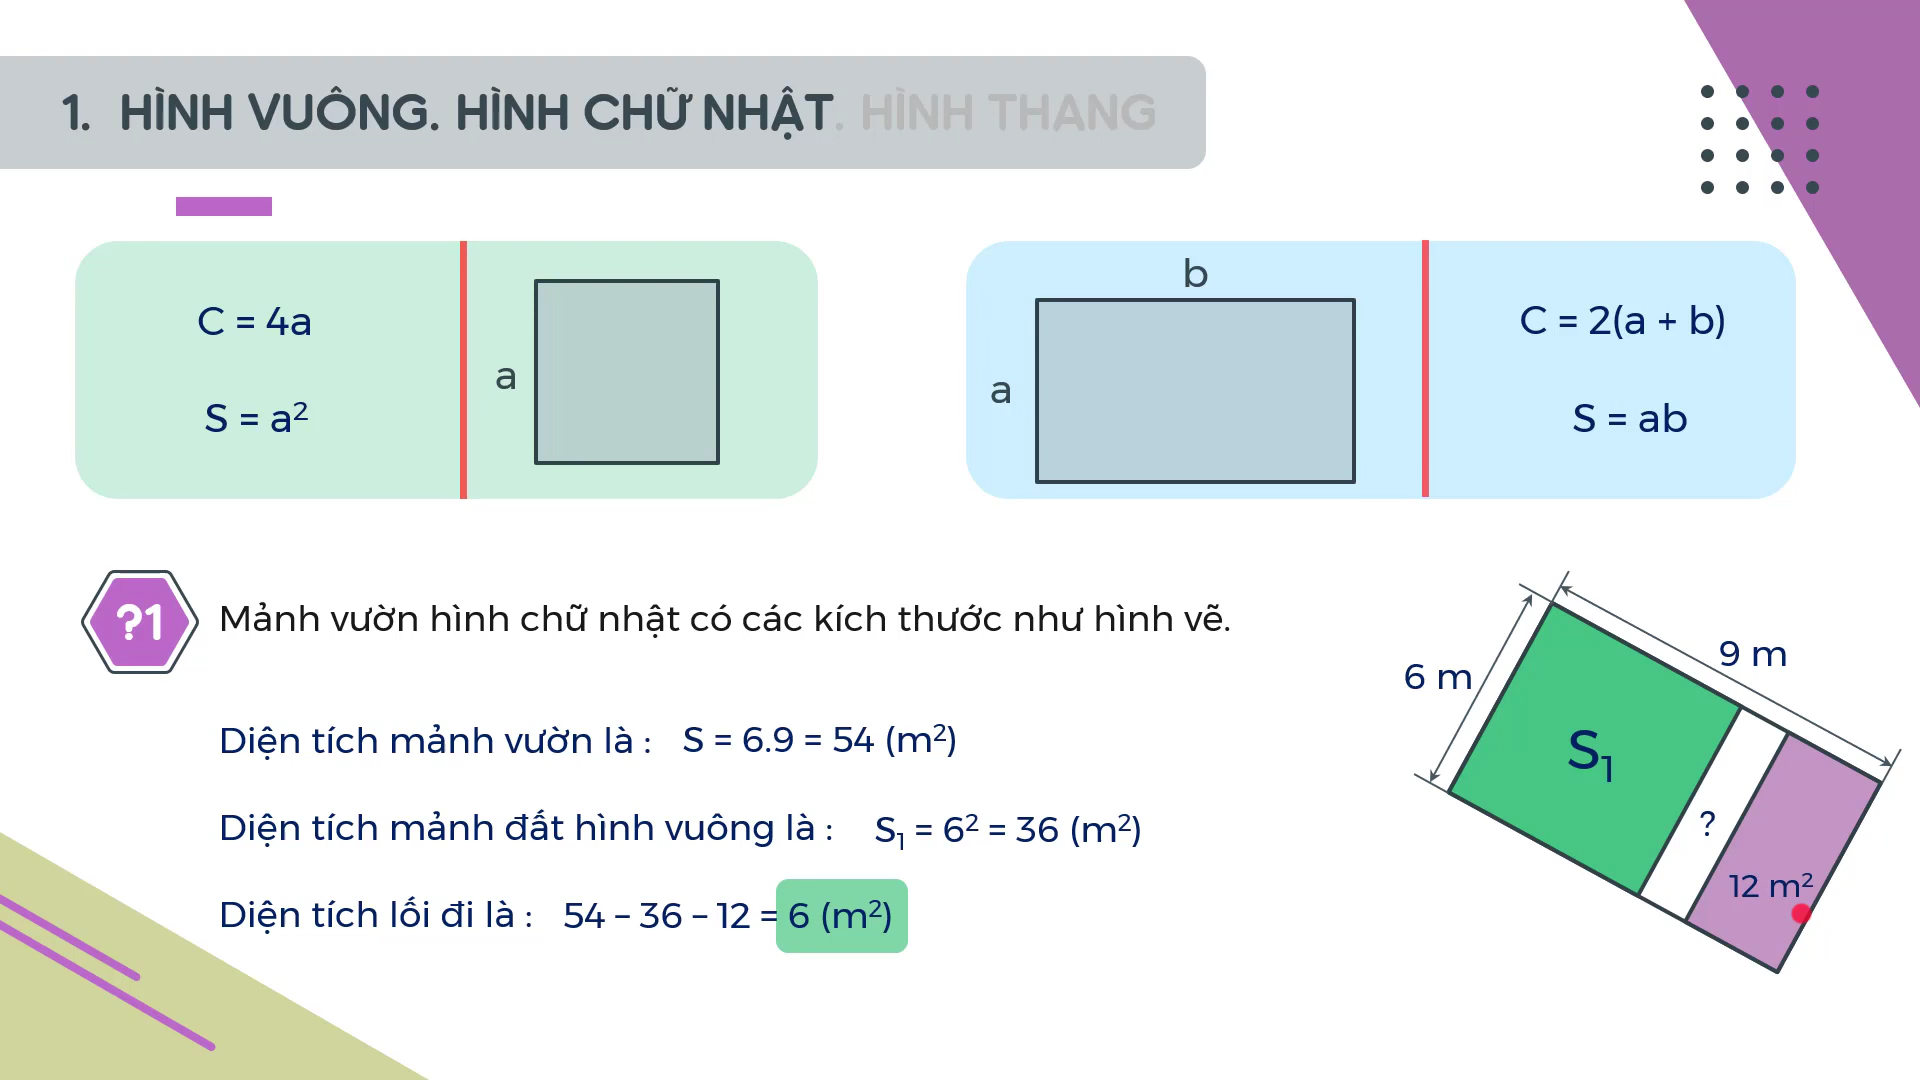 1. HÌNH VUÔNG. HÌNH CHỮ NHẬT. HÌNH THANG
C = 4a
S = a²
a
b
a
C = 2(a + b)
S = ab
?1
Mảnh vườn hình chữ nhật có các kích thước như hình vẽ.
Diện tích mảnh vườn là : S = 6.9 = 54 (m²)
Diện tích mảnh đất hình vuông là : S₁ = 6² = 36 (m²)
Diện tích lối đi là : 54 – 36 – 12 = 6 (m²)
6 m
9 m
S₁
?
12 m²